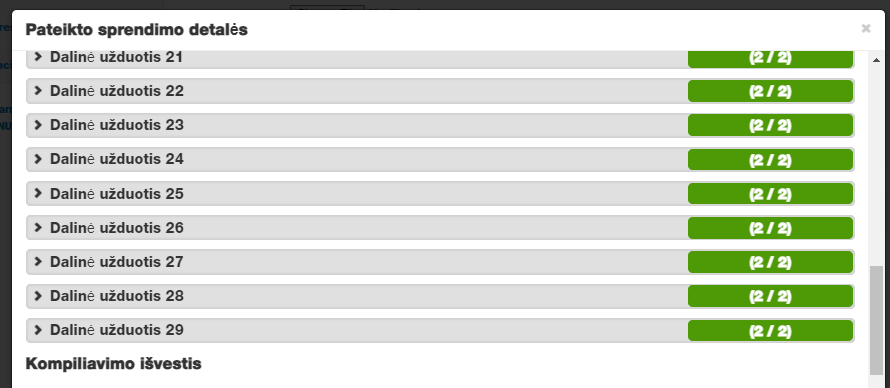 Pateikto sprendimo detalės ×
Dalinė užduotis 21 (2 / 2)
Dalinė užduotis 22 (2 / 2)
Dalinė užduotis 23 (2 / 2)
Dalinė užduotis 24 (2 / 2)
Dalinė užduotis 25 (2 / 2)
Dalinė užduotis 26 (2 / 2)
Dalinė užduotis 27 (2 / 2)
Dalinė užduotis 28 (2 / 2)
Dalinė užduotis 29 (2 / 2)
Kompiliavimo išvestis